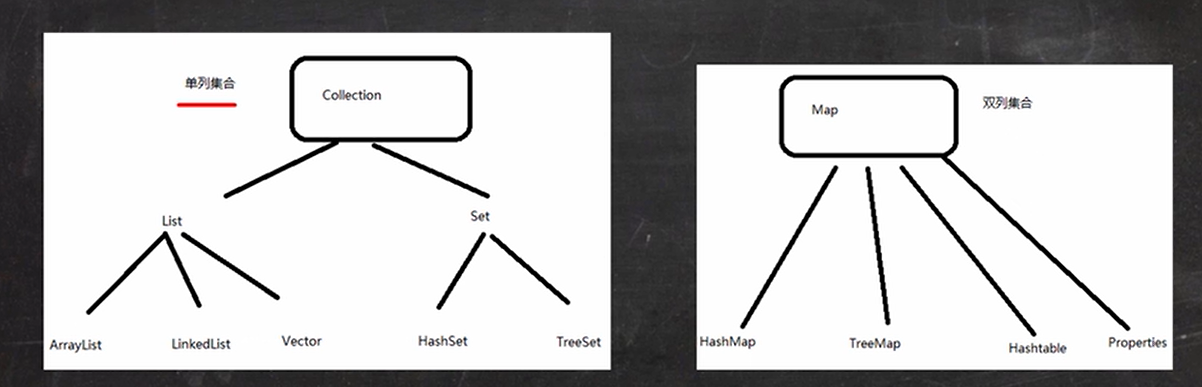 单列集合
Collection
List
Set
ArrayList
LinkedList
Vector
HashSet
TreeSet
Map
双列集合
HashMap
TreeMap
Hashtable
Properties